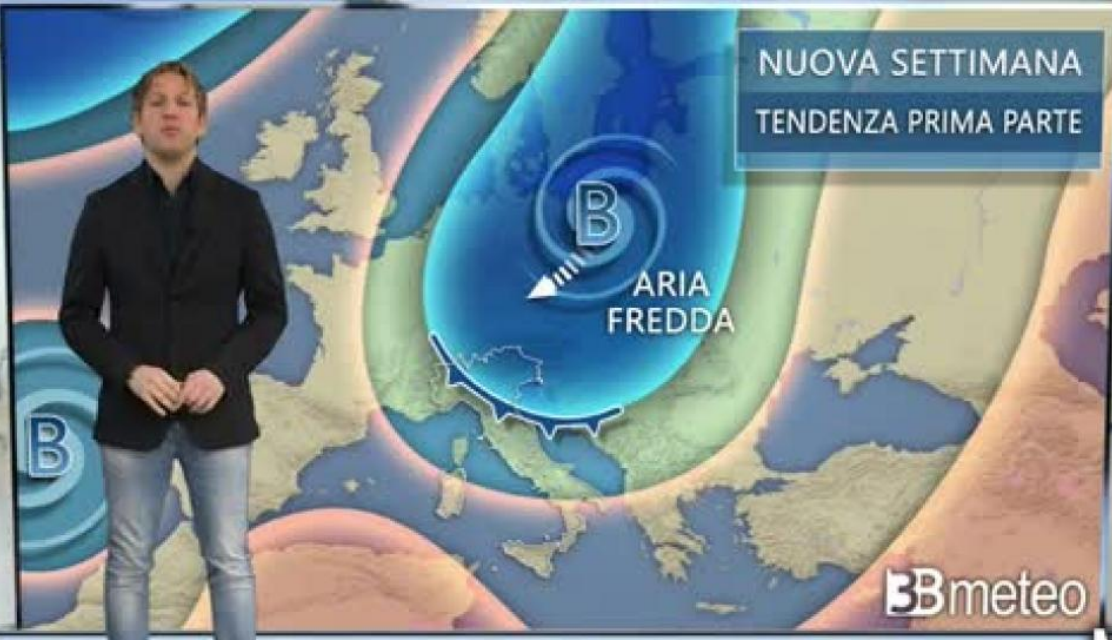 NUOVA SETTIMANA
TENDENZA PRIMA PARTE
B
ARIA
FREDDA
B
3Bmeteo